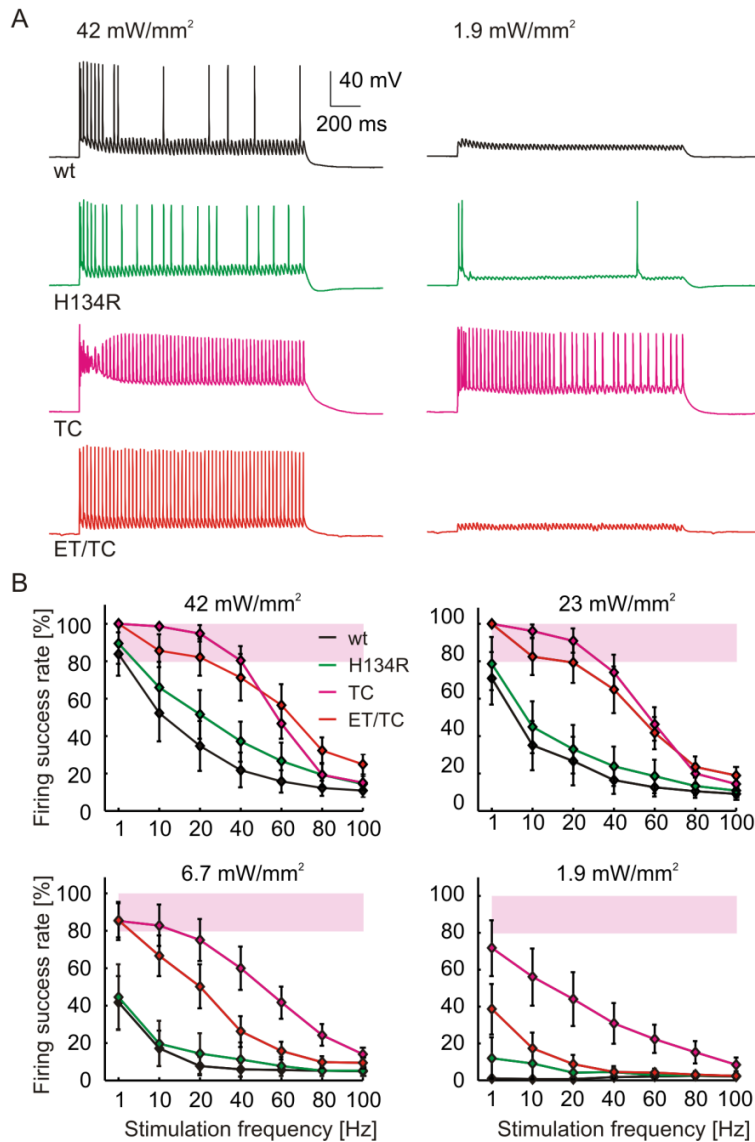 A
42 mW/mm²
1.9 mW/mm²
40 mV
200 ms
wt
H134R
TC
ET/TC
B
42 mW/mm²
23 mW/mm²
Firing success rate [%]
100
80
60
40
20
0
wt
H134R
TC
ET/TC
1 10 20 40 60 80 100
100
80
60
40
20
0
1 10 20 40 60 80 100
6.7 mW/mm²
1.9 mW/mm²
Firing success rate [%]
100
80
60
40
20
0
1 10 20 40 60 80 100
Stimulation frequency [Hz]
100
80
60
40
20
0
1 10 20 40 60 80 100
Stimulation frequency [Hz]